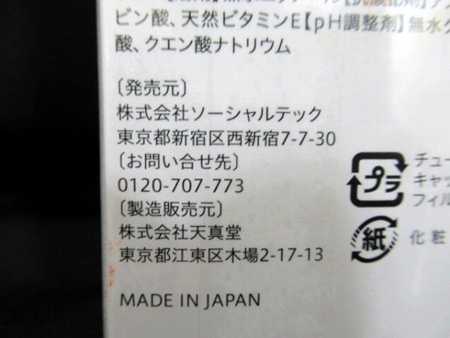 ピン酸、天然ビタミンE【pH調整剤】無水ク
酸、クエン酸ナトリウム
〔発売元〕
株式会社ソーシャルテック
東京都新宿区西新宿7-7-30
〔お問い合せ先〕
0120-707-773
〔製造販売元〕
株式会社天真堂
東京都江東区木場2-17-13
MADE IN JAPAN
プラ
チュー
キャッ
フィル
紙
化粧